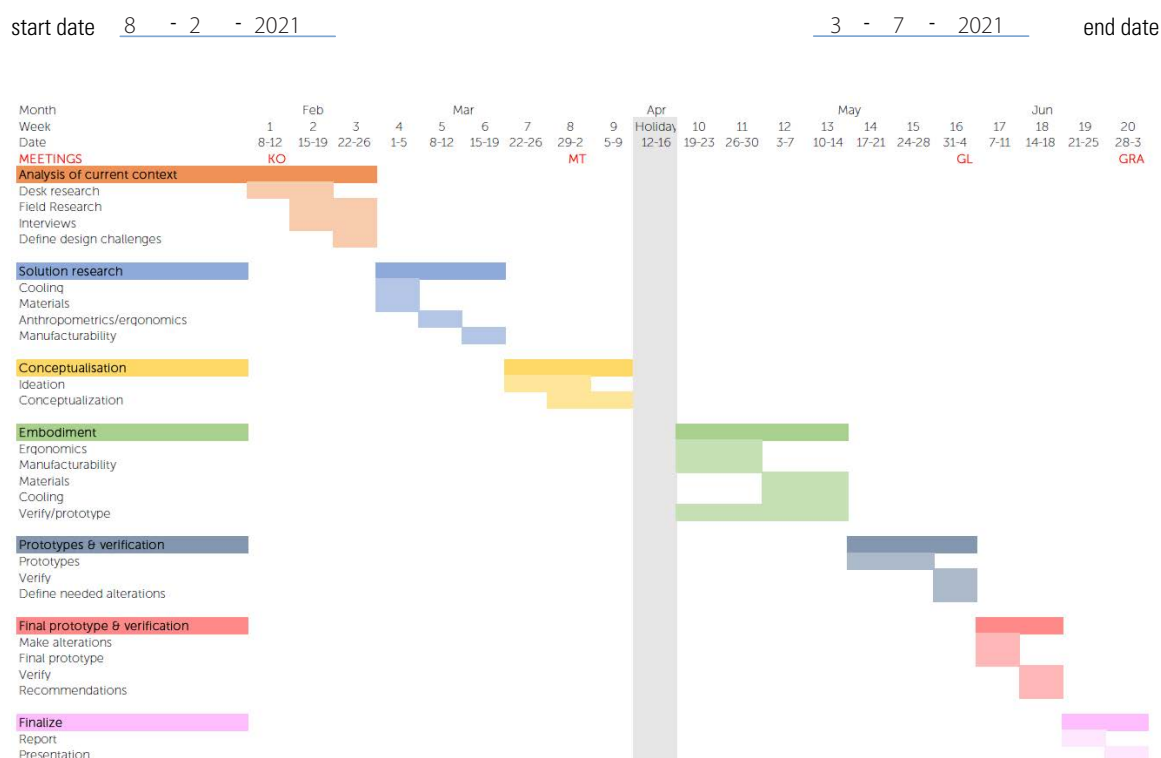 start date 8 - 2 - 2021 3 - 7 - 2021 end date
Month Feb Mar Apr May Jun
Week 1 2 3 4 5 6 7 8 9 Holiday 10 11 12 13 14 15 16 17 18 19 20
Date 8-12 15-19 22-26 1-5 8-12 15-19 22-26 29-2 5-9 12-16 19-23 26-30 3-7 10-14 17-21 24-28 31-4 7-11 14-18 21-25 28-3
MEETINGS KO MT GL GRA
Analysis of current context
Desk research
Field Research
Interviews
Define design challenges
Solution research
Cooling
Materials
Anthropometrics/ergonomics
Manufacturability
Conceptualisation
Ideation
Conceptualization
Embodiment
Ergonomics
Manufacturability
Materials
Cooling
Verify/prototype
Prototypes & verification
Prototypes
Verify
Define needed alterations
Final prototype & verification
Make alterations
Final prototype
Verify
Recommendations
Finalize
Report
Presentation